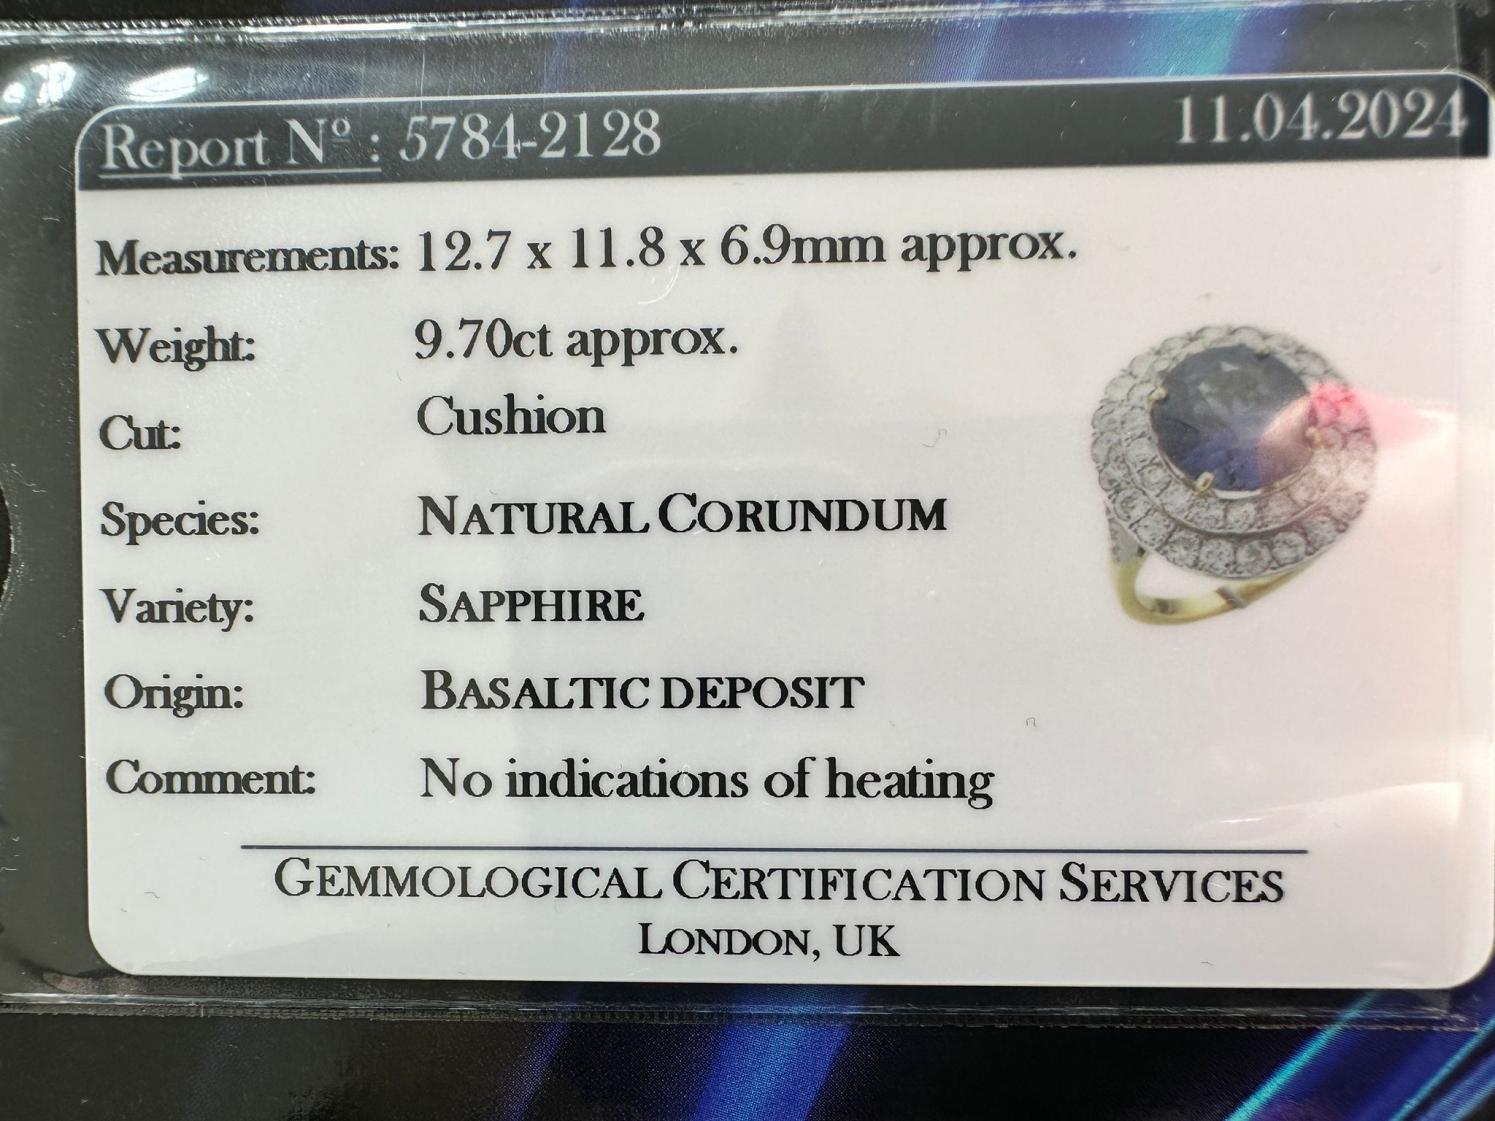 Report Nº : 5784-2128 11.04.2024
Measurements: 12.7 x 11.8 x 6.9mm approx.
Weight: 9.70ct approx.
Cut: Cushion
Species: NATURAL CORUNDUM
Variety: SAPPHIRE
Origin: BASALTIC DEPOSIT
Comment: No indications of heating
GEMMOLOGICAL CERTIFICATION SERVICES
LONDON, UK